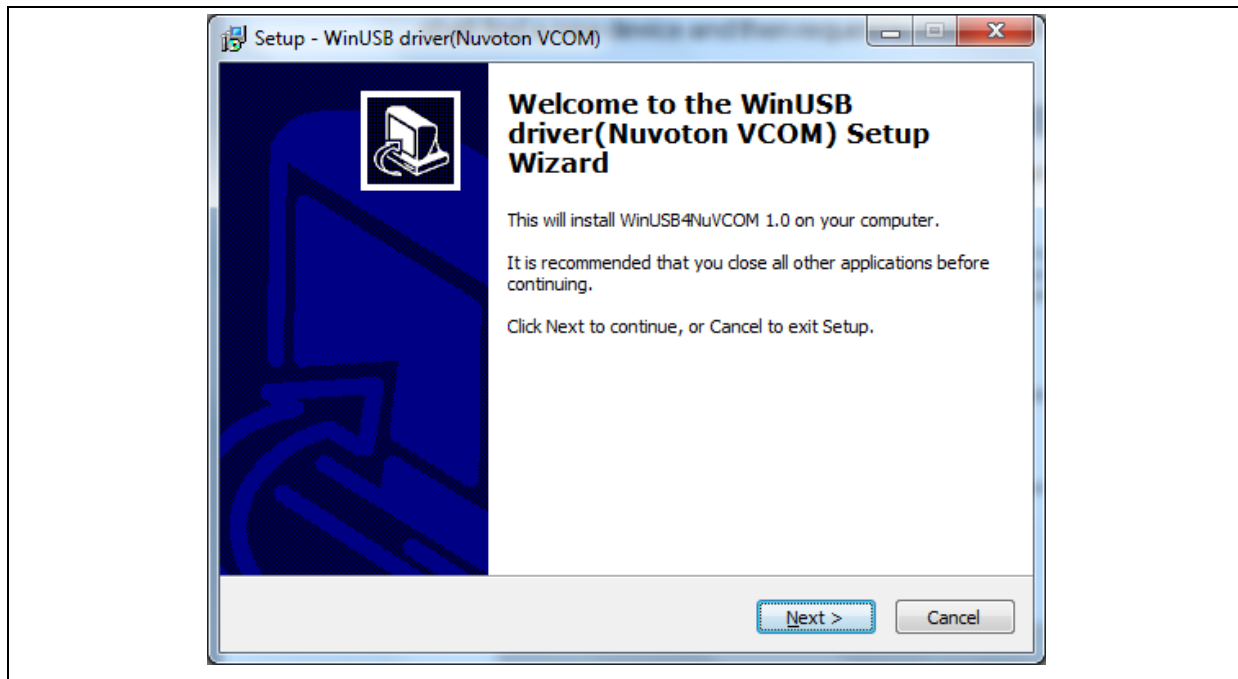 Setup - WinUSB driver(Nuvoton VCOM)
Welcome to the WinUSB
driver(Nuvoton VCOM) Setup
Wizard
This will install WinUSB4NuVCOM 1.0 on your computer.
It is recommended that you close all other applications before
continuing.
Click Next to continue, or Cancel to exit Setup.
Next >
Cancel